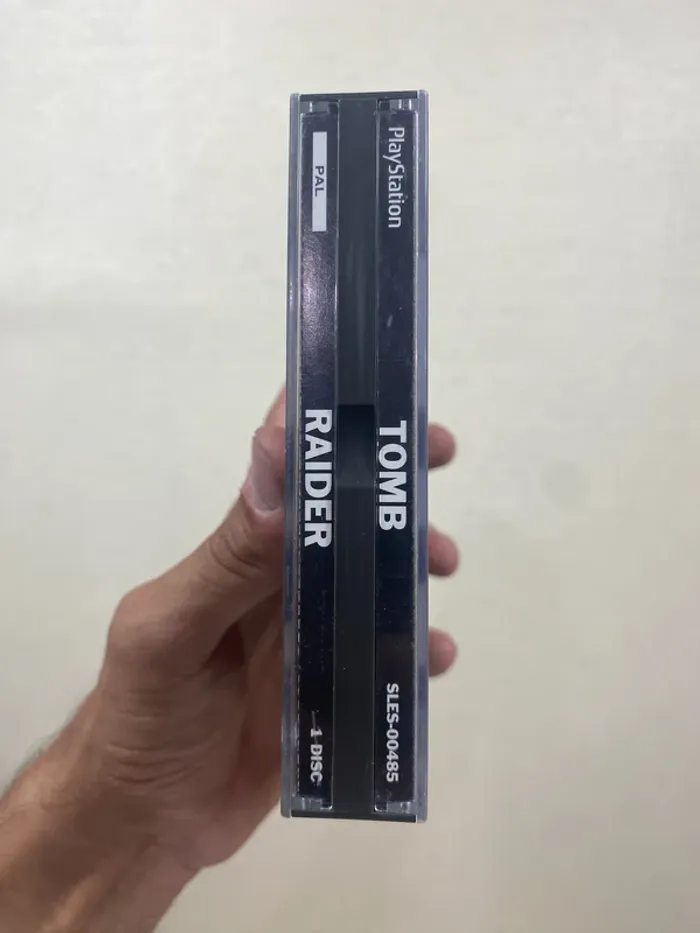 PlayStation
TOMB
SLES-00485
PAL
RAIDER
1 DISC